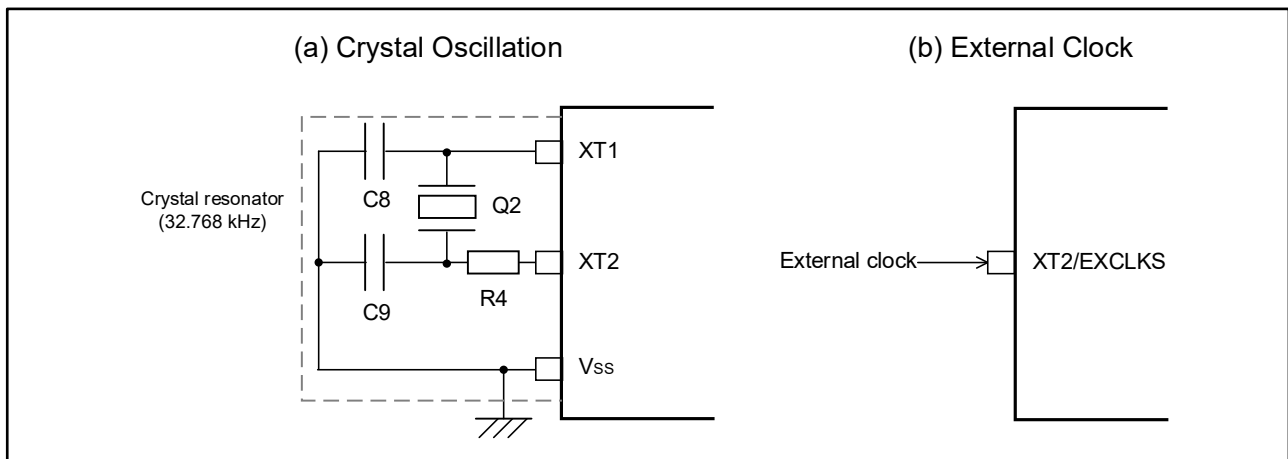 (a) Crystal Oscillation
(b) External Clock
XT1
C8
Crystal resonator
(32.768 kHz)
Q2
XT2
External clock
XT2/EXCLKS
R4
C9
Vss